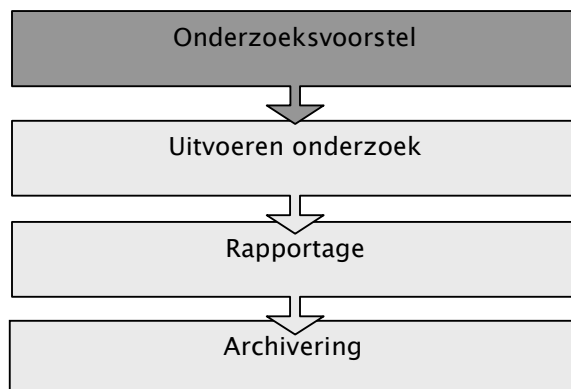 Onderzoeksvoorstel
Uitvoeren onderzoek
Rapportage
Archivering